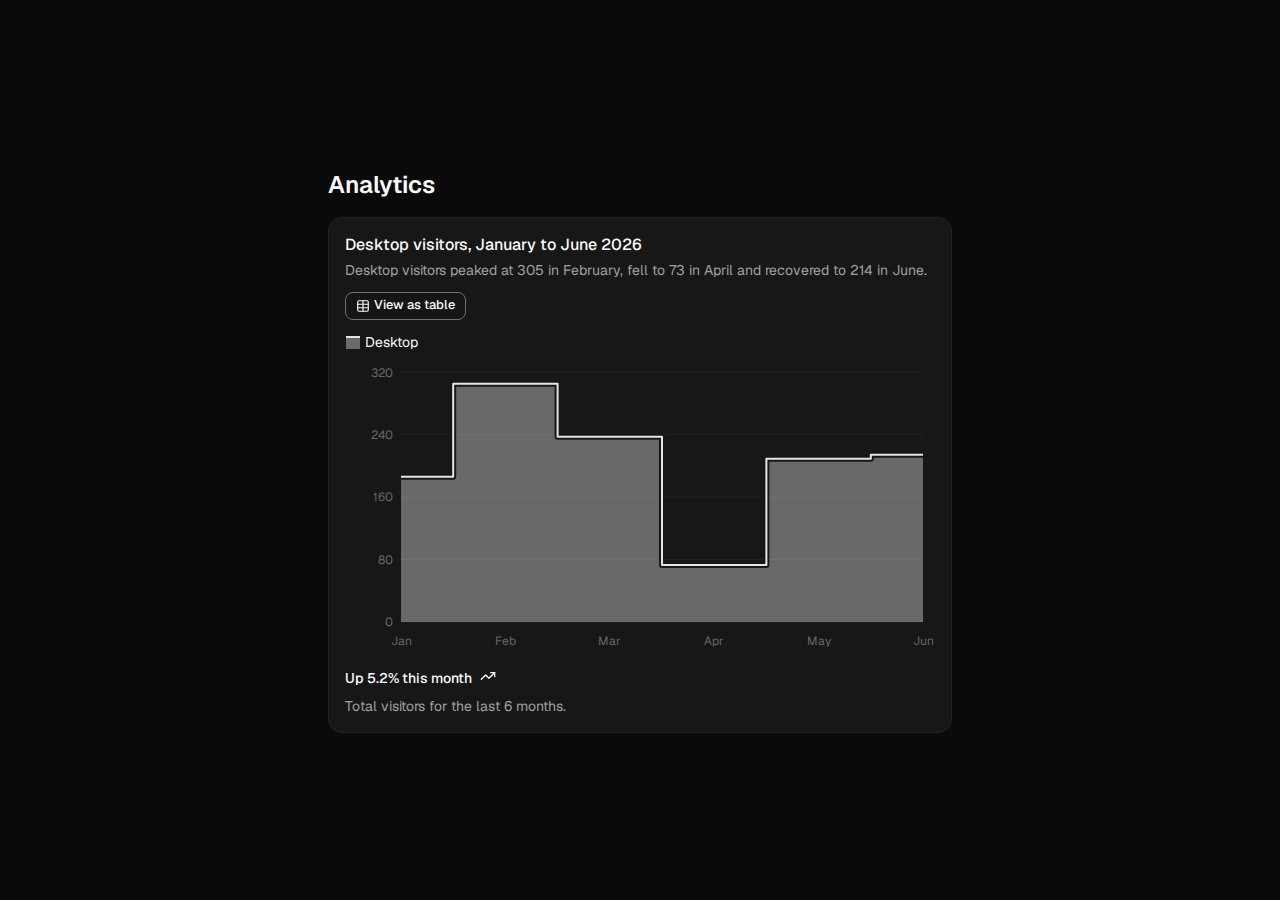 Analytics
Desktop visitors, January to June 2026
Desktop visitors peaked at 305 in February, fell to 73 in April and recovered to 214 in June.
View as table
Desktop
320
240
160
80
0
Jan Feb Mar Apr May Jun
Up 5.2% this month
Total visitors for the last 6 months.